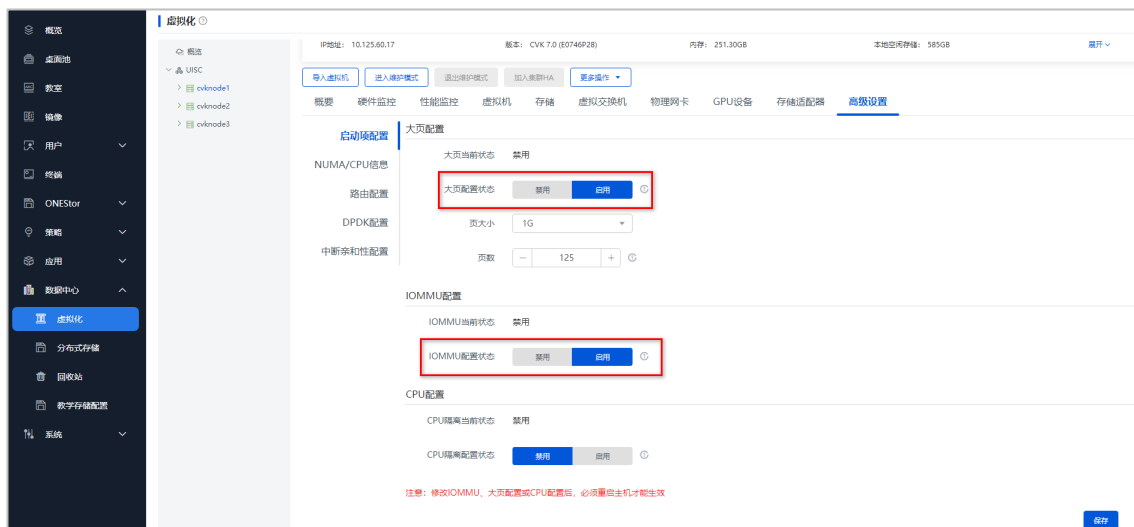 概览
桌面池
教室
镜像
用户
终端
ONEStor
策略
应用
数据中心
虚拟化
分布式存储
回收站
教学存储配置
系统
虚拟化
概览
UISC
cvknode1
cvknode2
cvknode3
IP地址： 10.125.60.17 版本： CVK 7.0 (E0746P28) 内存： 251.30GB 本地空闲存储： 585GB 展开
导入虚拟机 进入维护模式 退出维护模式 加入集群HA 更多操作
概要 硬件监控 性能监控 虚拟机 存储 虚拟交换机 物理网卡 GPU设备 存储适配器 高级设置
启动项配置
NUMA/CPU信息
路由配置
DPDK配置
中断亲和性配置
大页配置
大页当前状态 禁用
大页配置状态 禁用 启用
页大小 1G
页数 － 125 +
IOMMU配置
IOMMU当前状态 禁用
IOMMU配置状态 禁用 启用
CPU配置
CPU隔离当前状态 禁用
CPU隔离配置状态 禁用 启用
注意：修改IOMMU、大页配置或CPU配置后，必须重启主机才能生效
保存